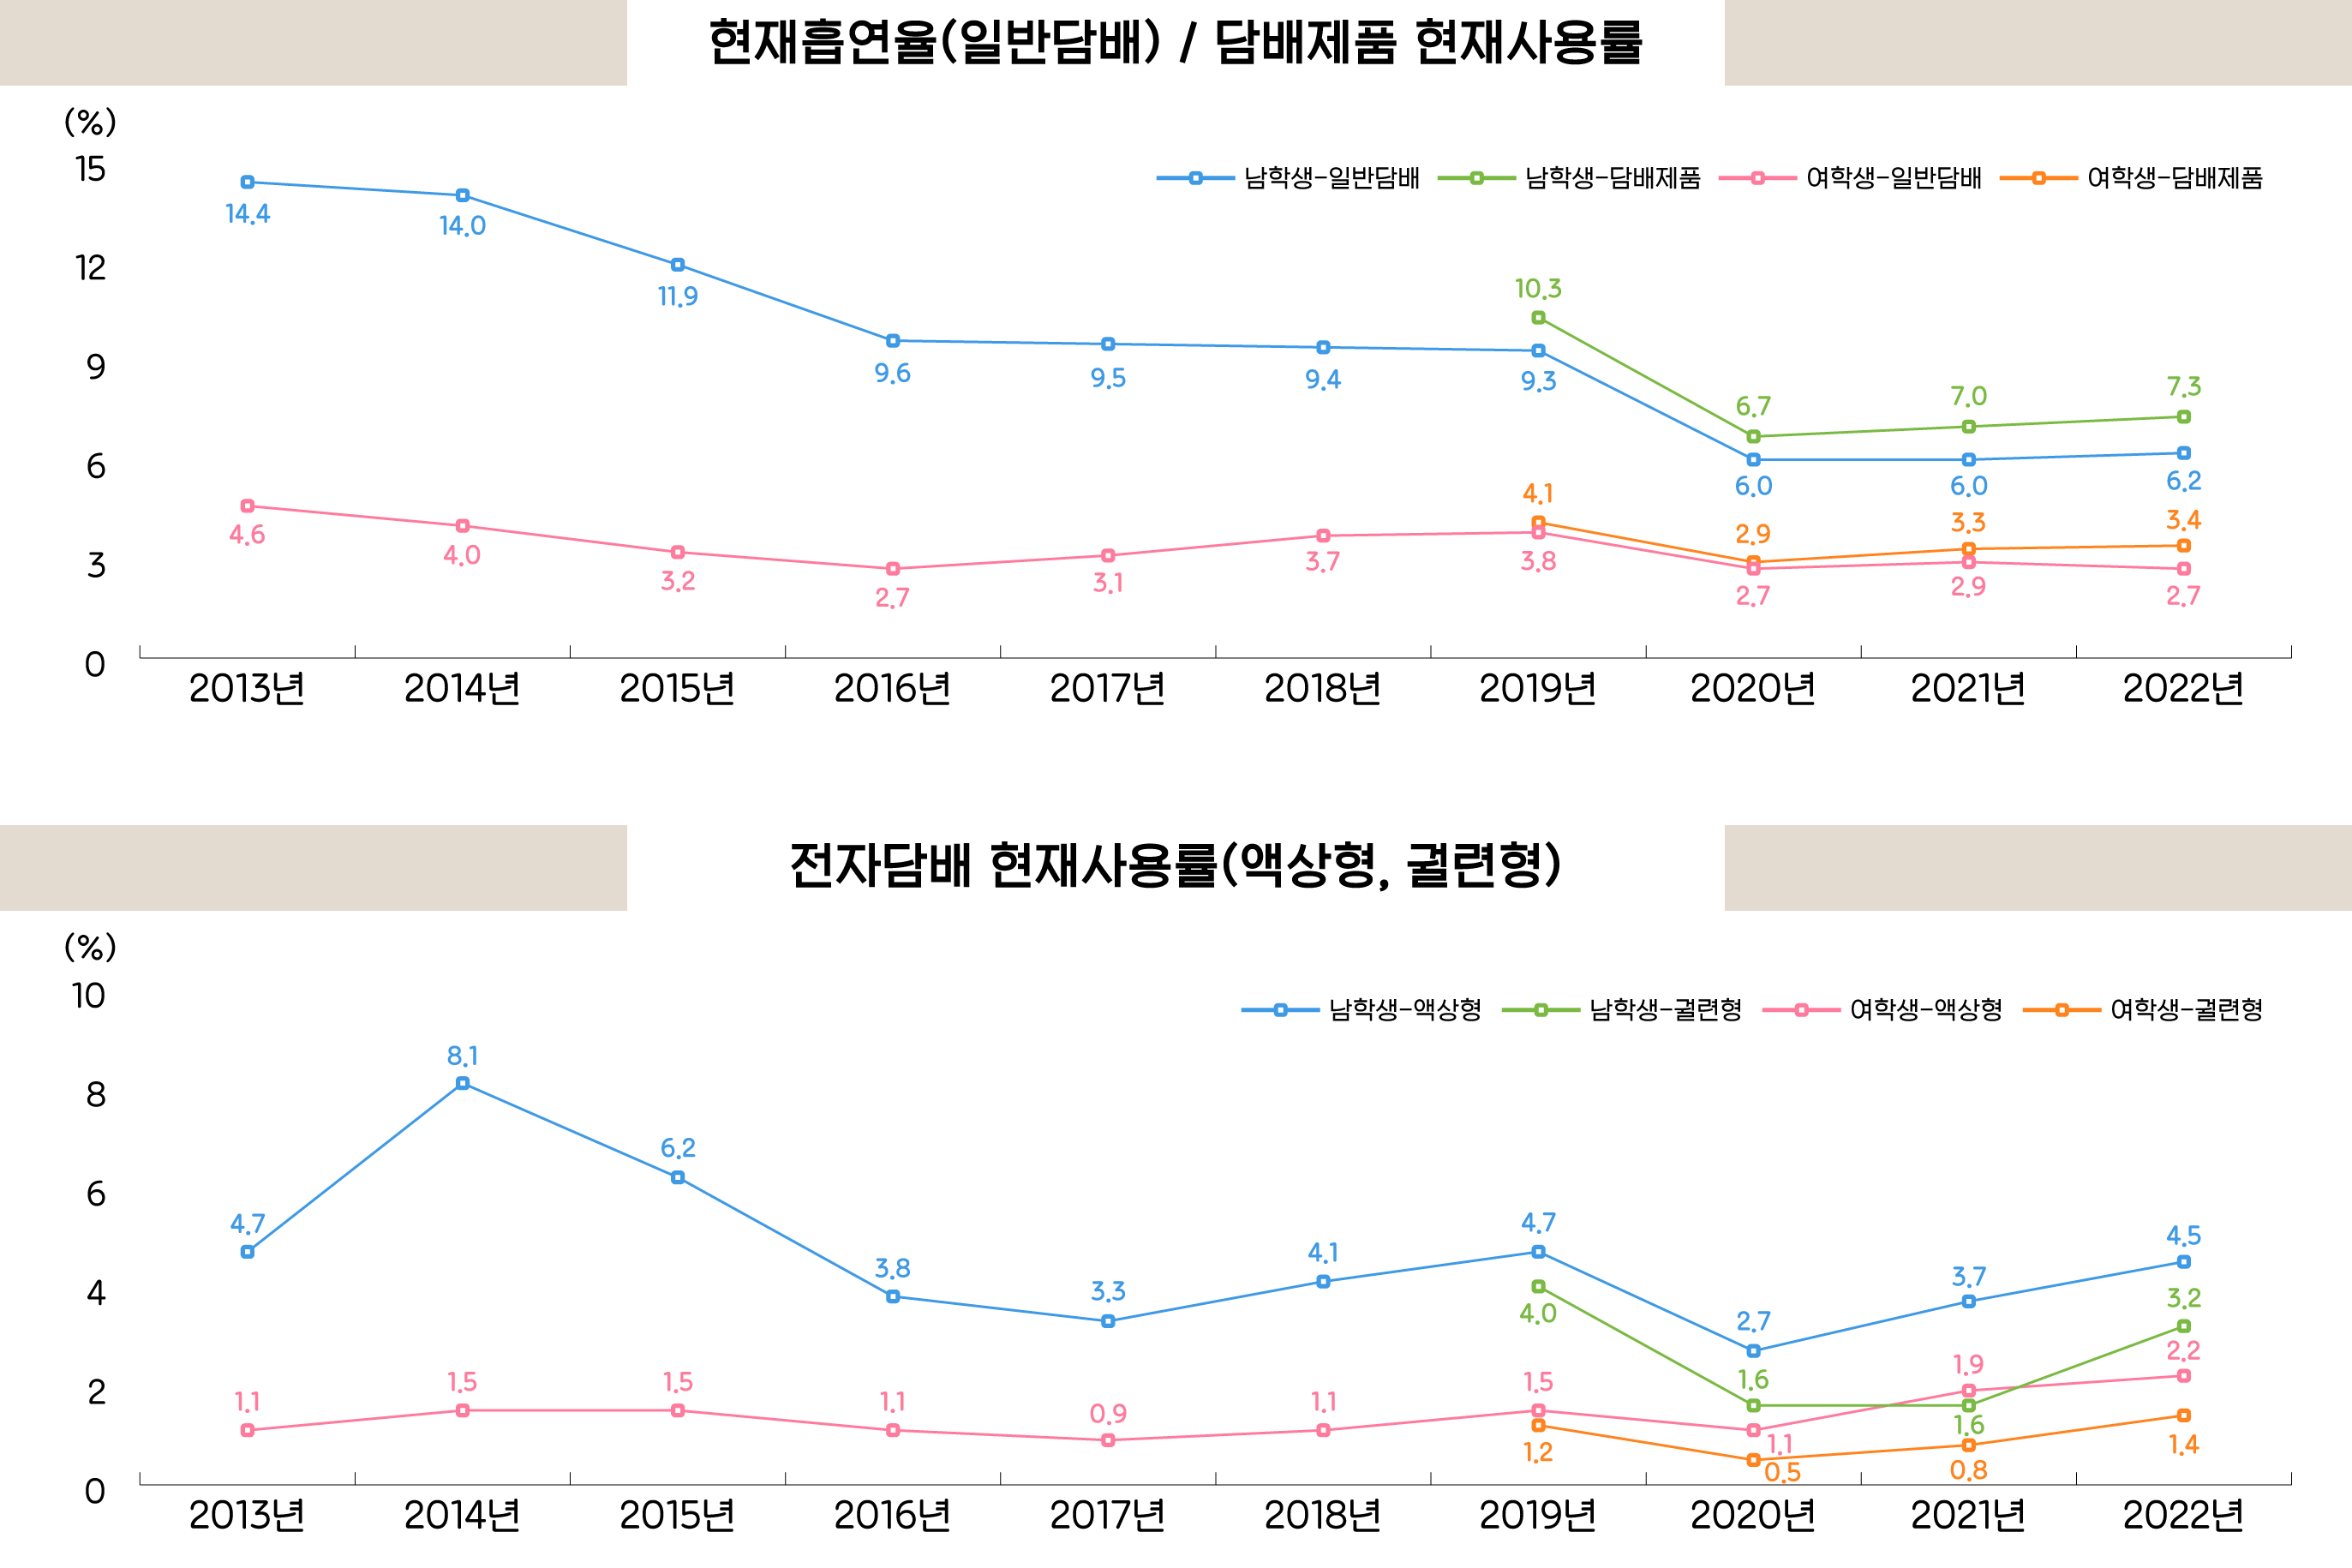 현재흡연율(일반담배) / 담배제품 현재사용률
(%)
남학생-일반담배 남학생-담배제품 여학생-일반담배 여학생-담배제품
15
12
9
6
3
0
14.4 14.0 11.9 9.6 9.5 9.4 9.3 6.0 6.0 6.2
10.3 6.7 7.0 7.3
4.6 4.0 3.2 2.7 3.1 3.7 3.8 2.7 2.9 2.7
4.1 2.9 3.3 3.4
2013년 2014년 2015년 2016년 2017년 2018년 2019년 2020년 2021년 2022년
전자담배 현재사용률(액상형, 궐련형)
(%)
남학생-액상형 남학생-궐련형 여학생-액상형 여학생-궐련형
10
8
6
4
2
0
4.7 8.1 6.2 3.8 3.3 4.1 4.7 2.7 3.7 4.5
4.0 1.6 1.6 3.2
1.1 1.5 1.5 1.1 0.9 1.1 1.5 1.1 1.9 2.2
1.2 0.5 0.8 1.4
2013년 2014년 2015년 2016년 2017년 2018년 2019년 2020년 2021년 2022년